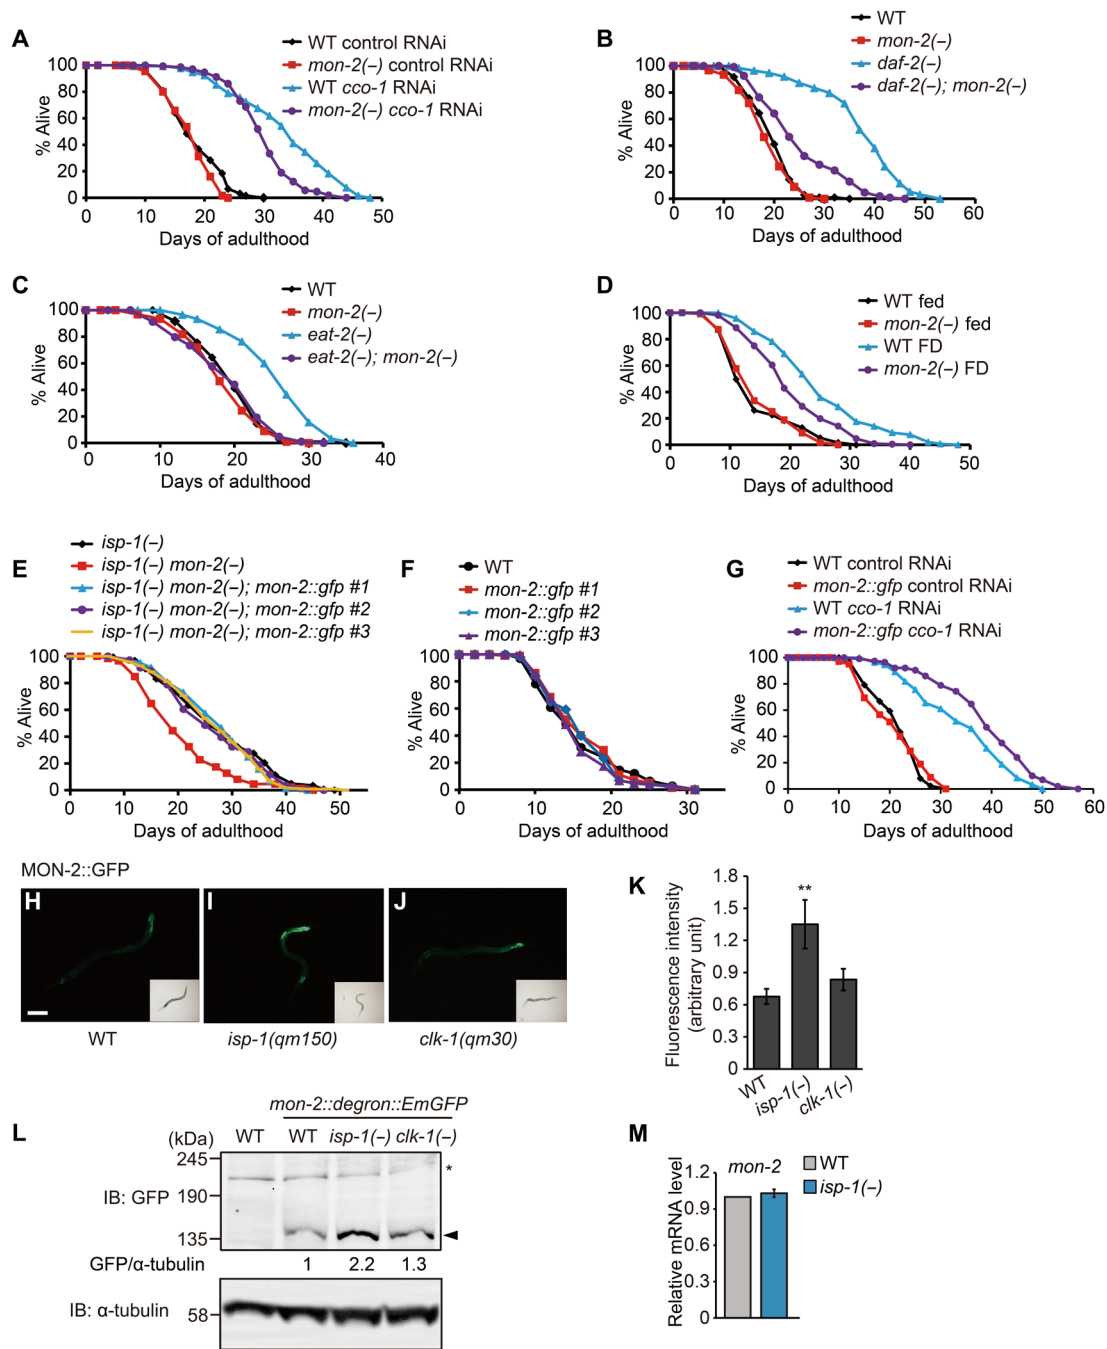 A
WT control RNAi
mon-2(–) control RNAi
WT cco-1 RNAi
mon-2(–) cco-1 RNAi
% Alive
100
80
60
40
20
0
0 10 20 30 40 50
Days of adulthood
B
WT
mon-2(–)
daf-2(–)
daf-2(–); mon-2(–)
% Alive
100
80
60
40
20
0
0 10 20 30 40 50 60
Days of adulthood
C
WT
mon-2(–)
eat-2(–)
eat-2(–); mon-2(–)
% Alive
100
80
60
40
20
0
0 10 20 30 40
Days of adulthood
D
WT fed
mon-2(–) fed
WT FD
mon-2(–) FD
% Alive
100
80
60
40
20
0
0 10 20 30 40 50
Days of adulthood
E
isp-1(–)
isp-1(–) mon-2(–)
isp-1(–) mon-2(–); mon-2::gfp #1
isp-1(–) mon-2(–); mon-2::gfp #2
isp-1(–) mon-2(–); mon-2::gfp #3
% Alive
100
80
60
40
20
0
0 10 20 30 40 50
Days of adulthood
F
WT
mon-2::gfp #1
mon-2::gfp #2
mon-2::gfp #3
% Alive
100
80
60
40
20
0
0 10 20 30
Days of adulthood
G
WT control RNAi
mon-2::gfp control RNAi
WT cco-1 RNAi
mon-2::gfp cco-1 RNAi
% Alive
100
80
60
40
20
0
0 10 20 30 40 50 60
Days of adulthood
MON-2::GFP
H I J
WT isp-1(qm150) clk-1(qm30)
K
Fluorescence intensity
(arbitrary unit)
1.8
1.5
1.2
0.9
0.6
0.3
0
**
WT isp-1(–) clk-1(–)
L
mon-2::degron::EmGFP
(kDa) WT WT isp-1(–) clk-1(–)
245
*
IB: GFP
190
135
GFP/α-tubulin 1 2.2 1.3
IB: α-tubulin 58
M
mon-2
WT
isp-1(–)
Relative mRNA level
1.2
0.9
0.6
0.3
0